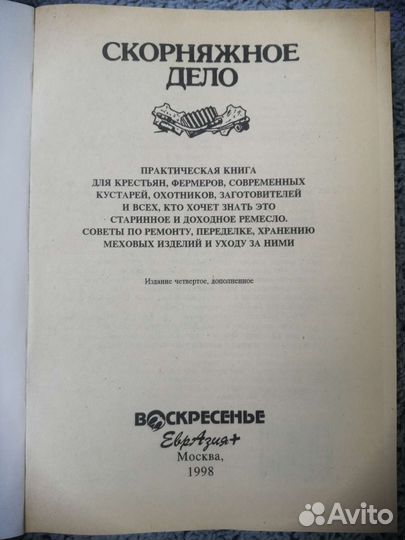 СКОРНЯЖНОЕ
ДЕЛО
ПРАКТИЧЕСКАЯ КНИГА
ДЛЯ КРЕСТЬЯН, ФЕРМЕРОВ, СОВРЕМЕННЫХ
КУСТАРЕЙ, ОХОТНИКОВ, ЗАГОТОВИТЕЛЕЙ
И ВСЕХ, КТО ХОЧЕТ ЗНАТЬ ЭТО
СТАРИННОЕ И ДОХОДНОЕ РЕМЕСЛО.
СОВЕТЫ ПО РЕМОНТУ, ПЕРЕДЕЛКЕ, ХРАНЕНИЮ
МЕХОВЫХ ИЗДЕЛИЙ И УХОДУ ЗА НИМИ
Издание четвертое, дополненное
ВОСКРЕСЕНЬЕ
ЕврАзия+
Москва,
1998
Avito